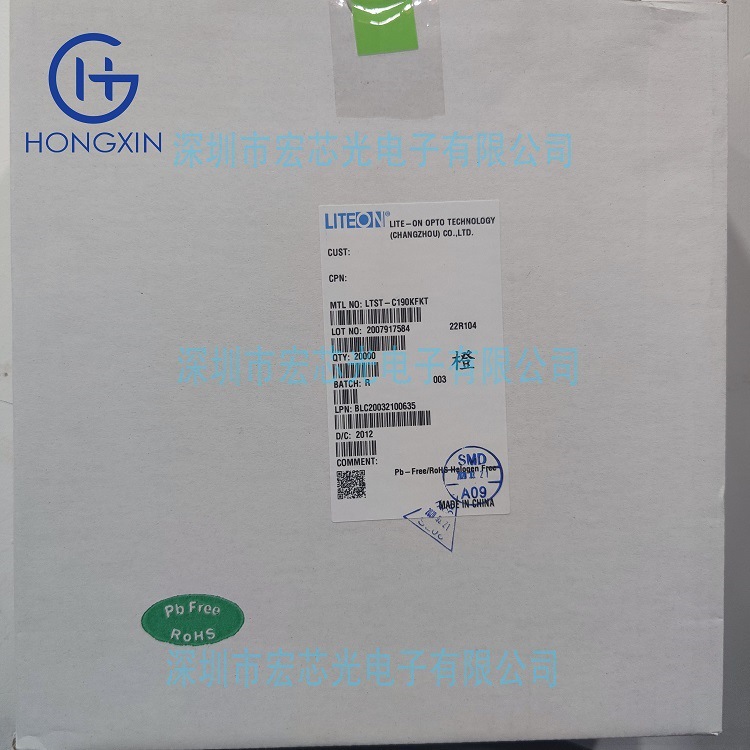 HONGXIN
深圳市宏芯光电子有限公司
LITEON® LITE-ON OPTO TECHNOLOGY
(CHANGZHOU) CO.,LTD.
CUST:
CPN:
MTL NO: LTST-C190KFKT
LOT NO: 2007917584 22R104
深圳市宏芯光电子有限公司
QTY: 20000 橙
BATCH: R 003
LPN: BLC20032100635
D/C: 2012
COMMENT:
SMD
Pb-Free/RoHS Halogen Free
A09
MADE IN CHINA
Pb Free
RoHS
深圳市宏芯光电子有限公司